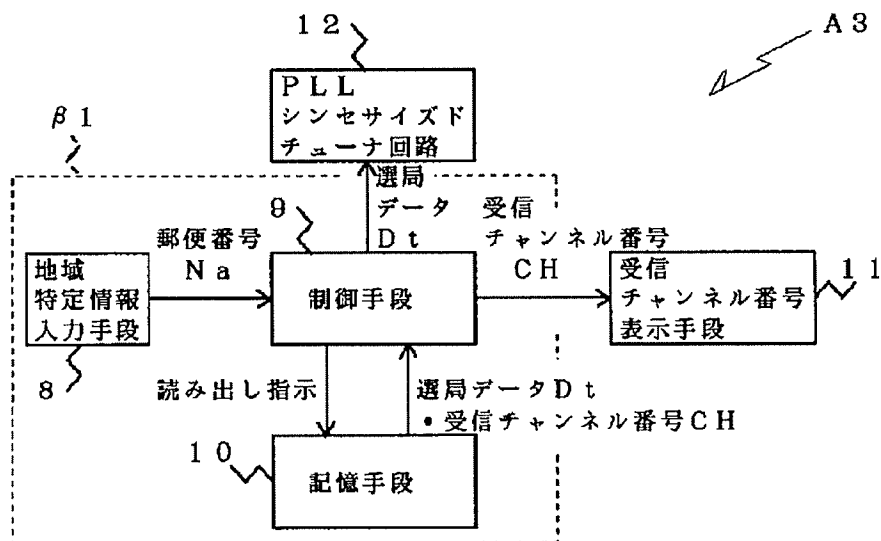 12
A3
PLL
シンセサイズド
チューナ回路
β1
選局
データ
Dt
9
受信
チャンネル番号
CH
郵便番号
Na
地域
特定情報
入力手段
制御手段
受信
チャンネル番号
表示手段
11
8
読み出し指示
選局データDt
・受信チャンネル番号CH
10
記憶手段